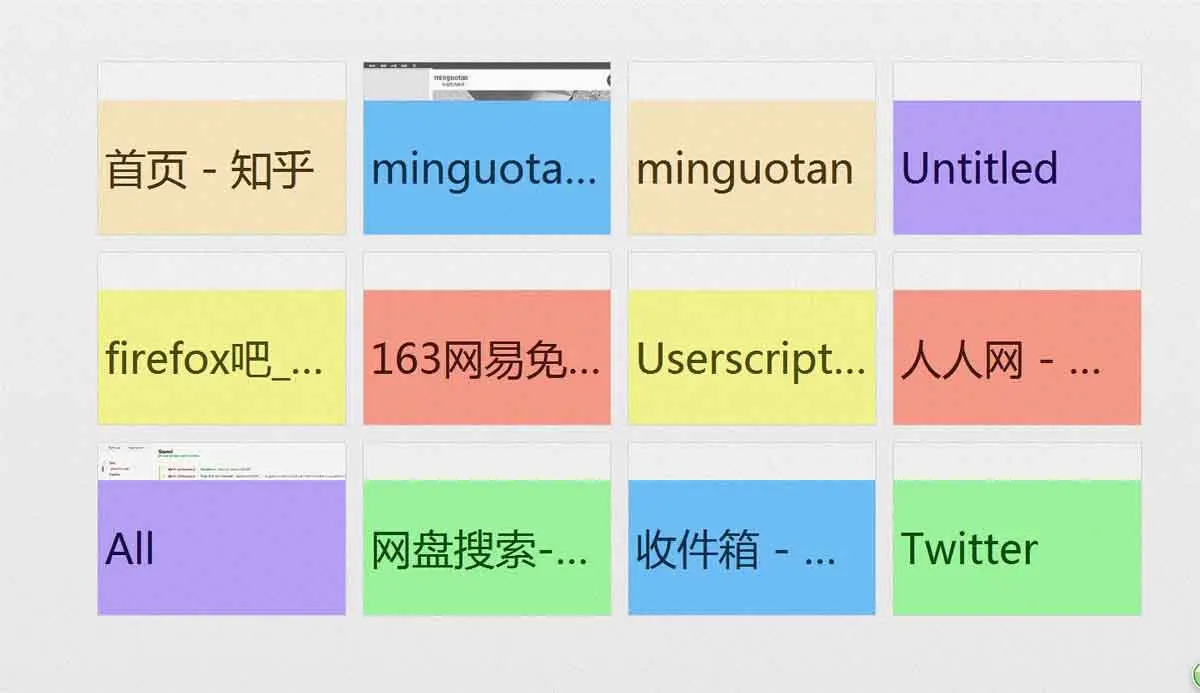 minguotan
首页 - 知乎
minguota...
minguotan
Untitled
firefox吧_...
163网易免...
Userscript...
人人网 - ...
All
网盘搜索-...
收件箱 - ...
Twitter